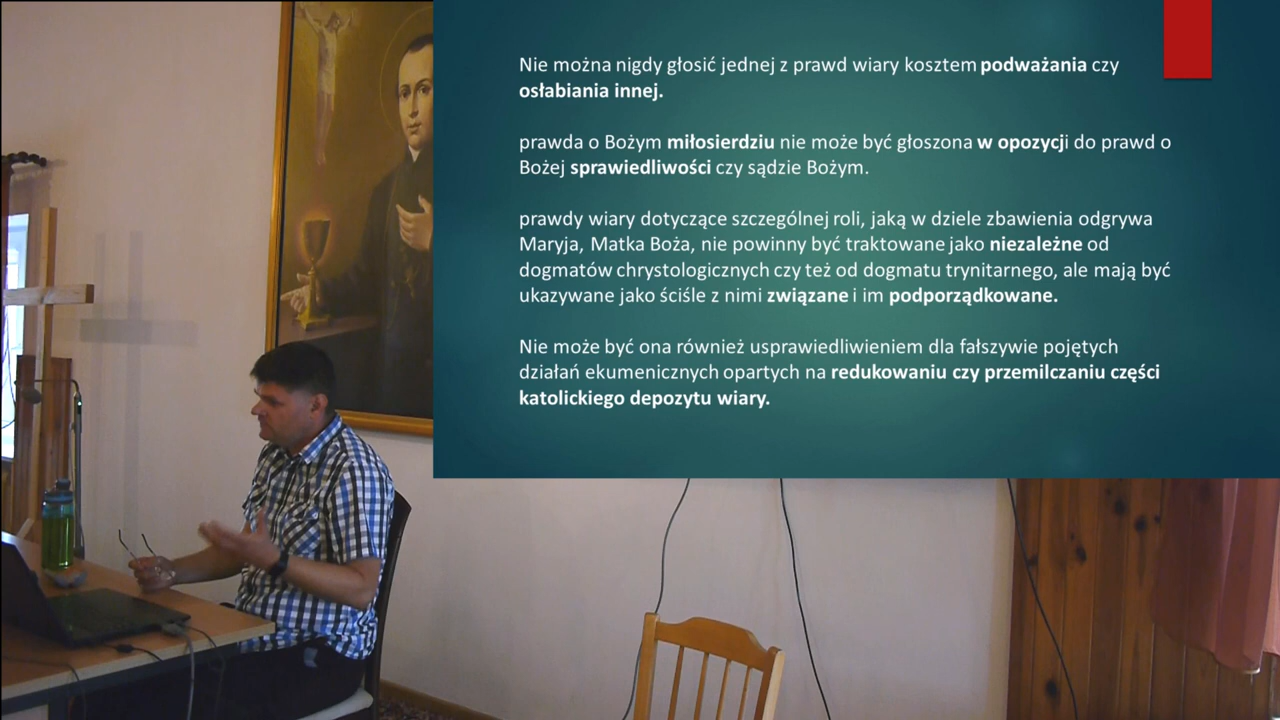 Nie można nigdy głosić jednej z prawd wiary kosztem podważania czy
osłabiania innej.
prawda o Bożym miłosierdziu nie może być głoszona w opozycji do prawd o
Bożej sprawiedliwości czy sądzie Bożym.
prawdy wiary dotyczące szczególnej roli, jaką w dziele zbawienia odgrywa
Maryja, Matka Boża, nie powinny być traktowane jako niezależne od
dogmatów chrystologicznych czy też od dogmatu trynitarnego, ale mają być
ukazywane jako ściśle z nimi związane i im podporządkowane.
Nie może być ona również usprawiedliwieniem dla fałszywie pojętych
działań ekumenicznych opartych na redukowaniu czy przemilczaniu części
katolickiego depozytu wiary.